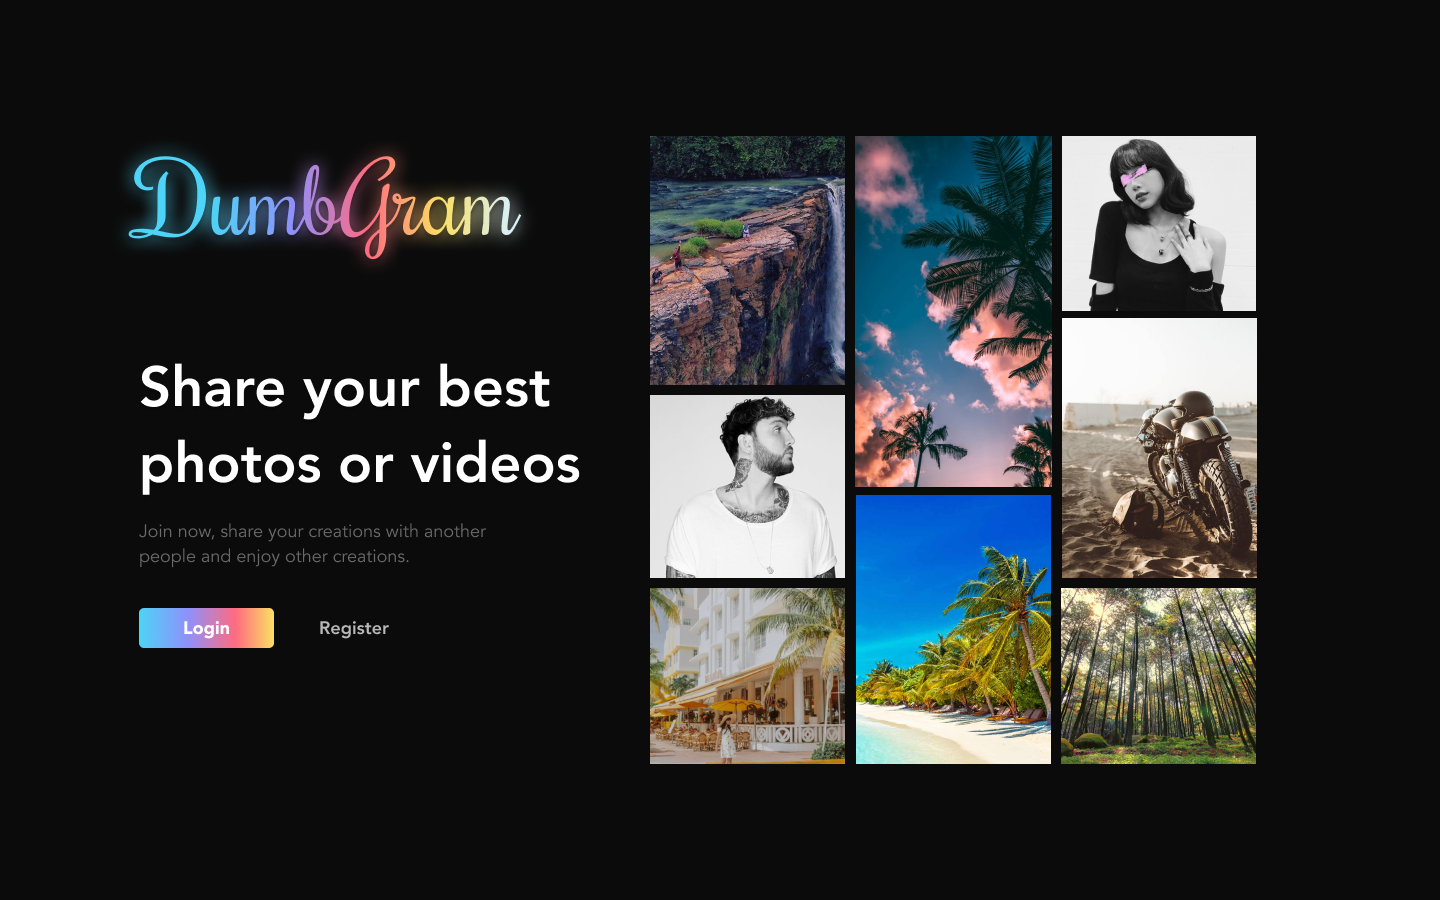 DumbGram
Share your best
photos or videos
Join now, share your creations with another
people and enjoy other creations.
Login
Register